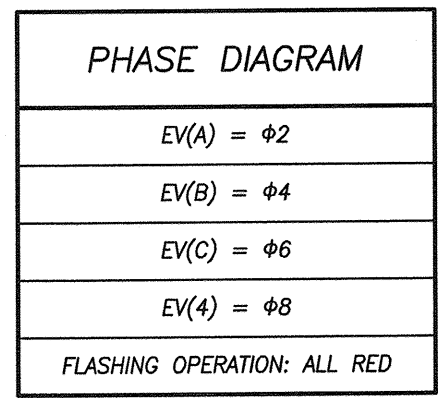 PHASE DIAGRAM
EV(A) = Φ2
EV(B) = Φ4
EV(C) = Φ6
EV(4) = Φ8
FLASHING OPERATION: ALL RED